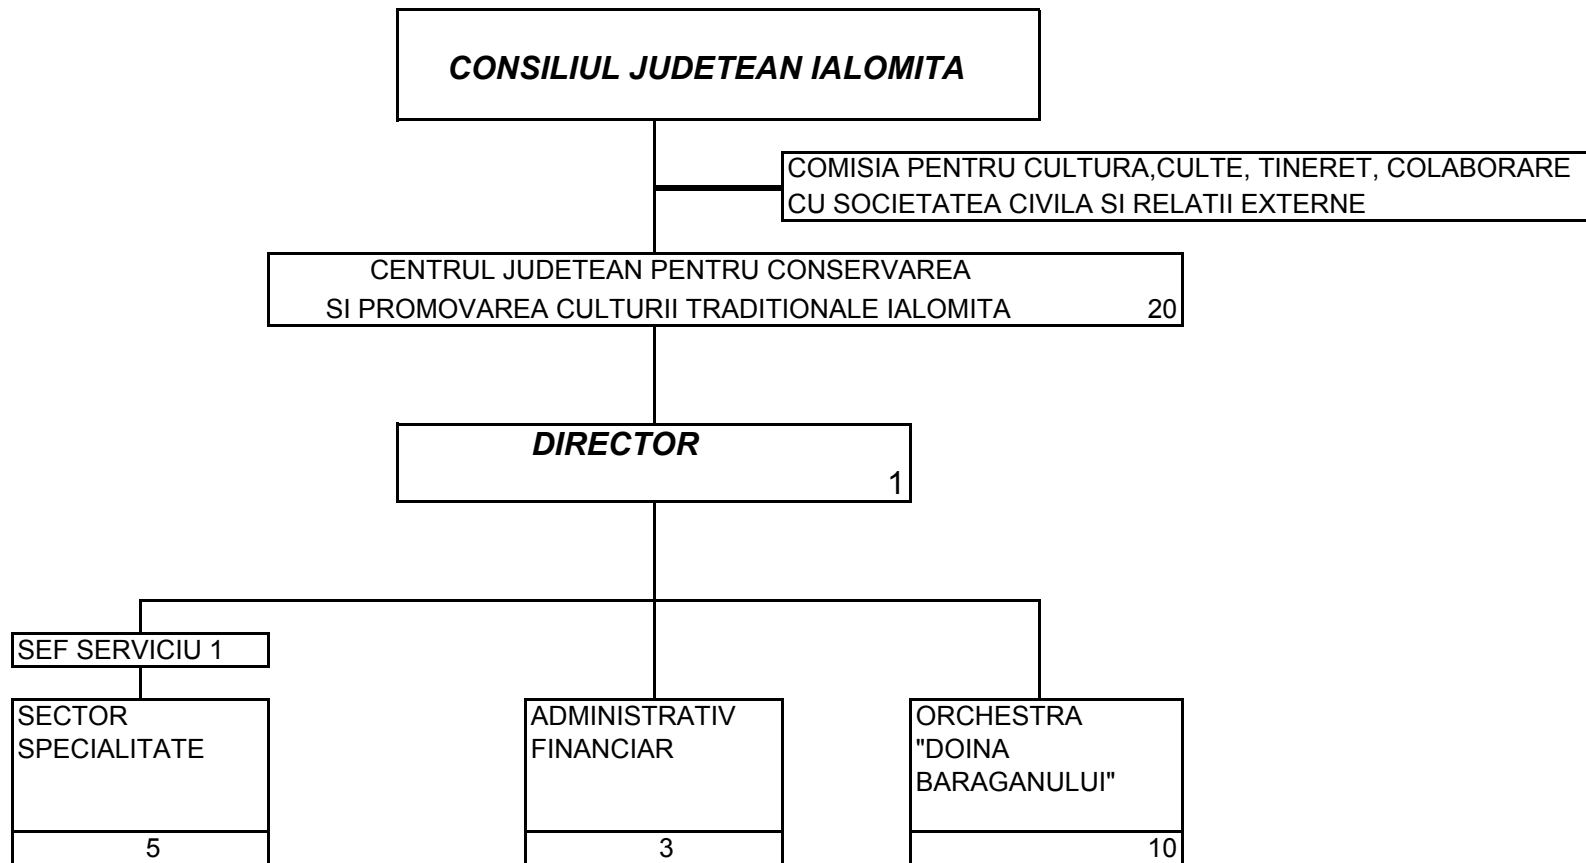 CONSILIUL JUDETEAN IALOMITA
COMISIA PENTRU CULTURA,CULTE, TINERET, COLABORARE
CU SOCIETATEA CIVILA SI RELATII EXTERNE
CENTRUL JUDETEAN PENTRU CONSERVAREA
SI PROMOVAREA CULTURII TRADITIONALE IALOMITA 20
DIRECTOR
1
SEF SERVICIU 1
SECTOR
SPECIALITATE
5
ADMINISTRATIV
FINANCIAR
3
ORCHESTRA
"DOINA
BARAGANULUI"
10